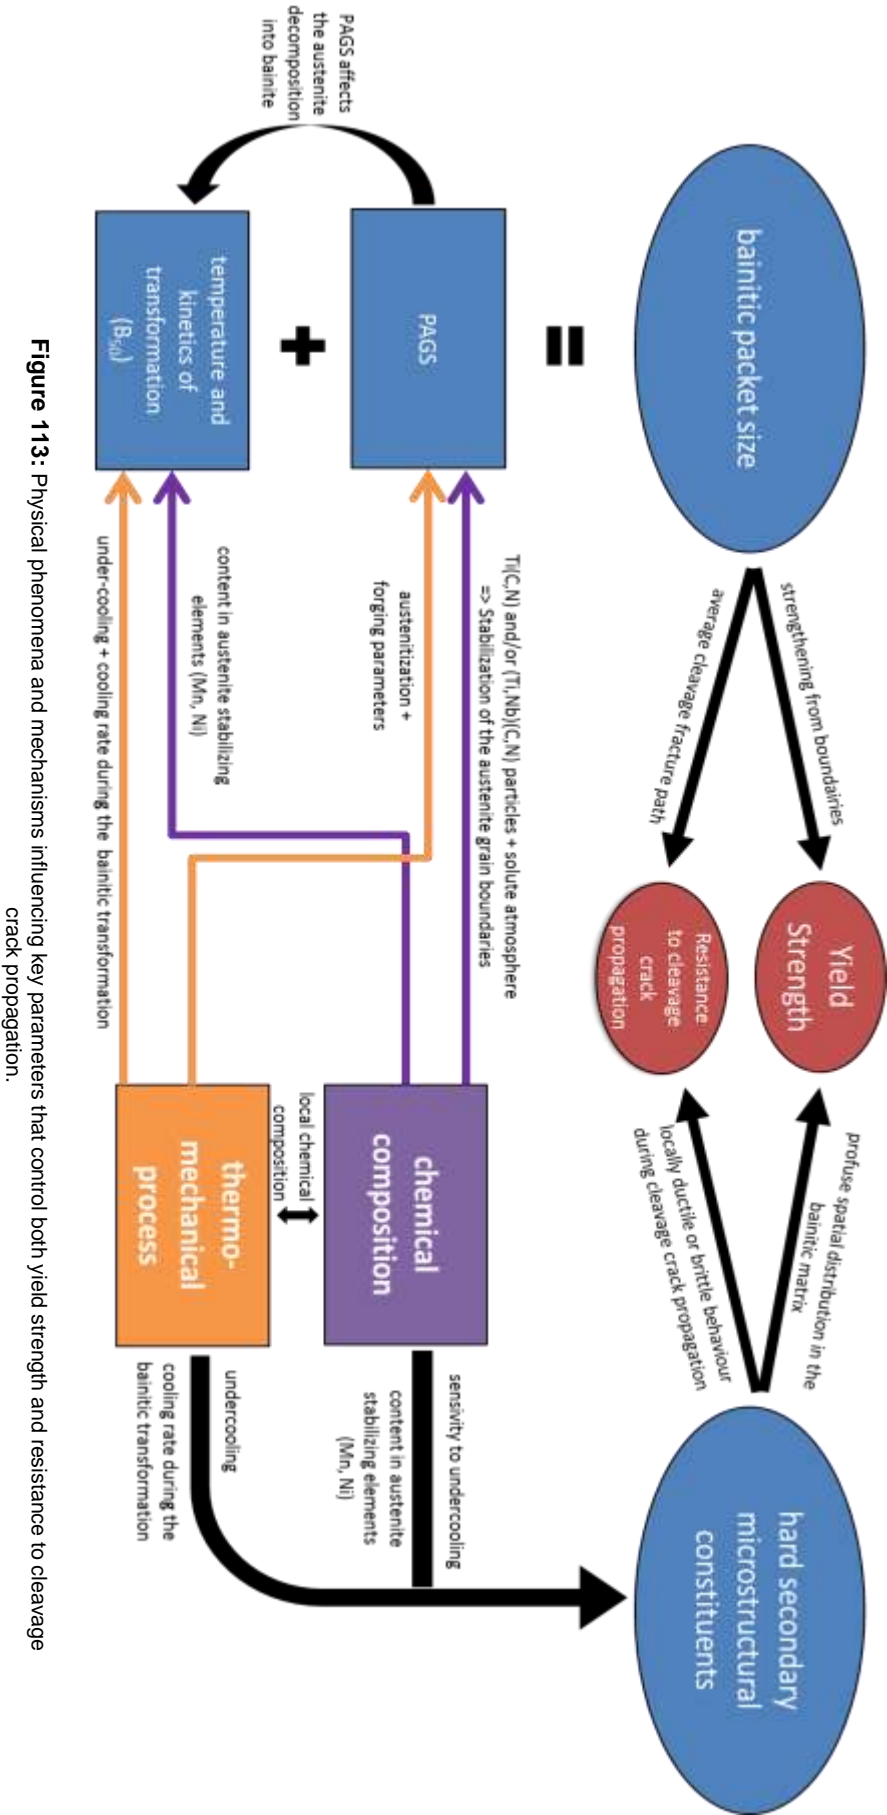 bainitic packet size
strengthening from boundairies
average cleavage fracture path
Yield
Strength
Resistance
to cleavage
crack
propagation
profuse spatial distribution in the
bainitic matrix
locally ductile or brittle behaviour
during cleavage crack propagation
hard secondary
microstructural
constituents
=
PAGS
+
temperature and
kinetics of
transformation
(B50)
PAGS affects
the austenite
decomposition
into bainite
Ti(C,N) and/or (Ti,Nb)(C,N) particles + solute atmosphere
=> Stabilization of the austenite grain boundaries
austenitization +
forging parameters
content in austenite stabilizing
elements (Mn, Ni)
under-cooling + cooling rate during the bainitic transformation
chemical
composition
local chemical
composition
thermo-
mechanical
process
sensivity to undercooling
content in austenite
stabilizing elements
(Mn, Ni)
undercooling
cooling rate during the
bainitic transformation
Figure 113: Physical phenomena and mechanisms influencing key parameters that control both yield strength and resistance to cleavage
crack propagation.